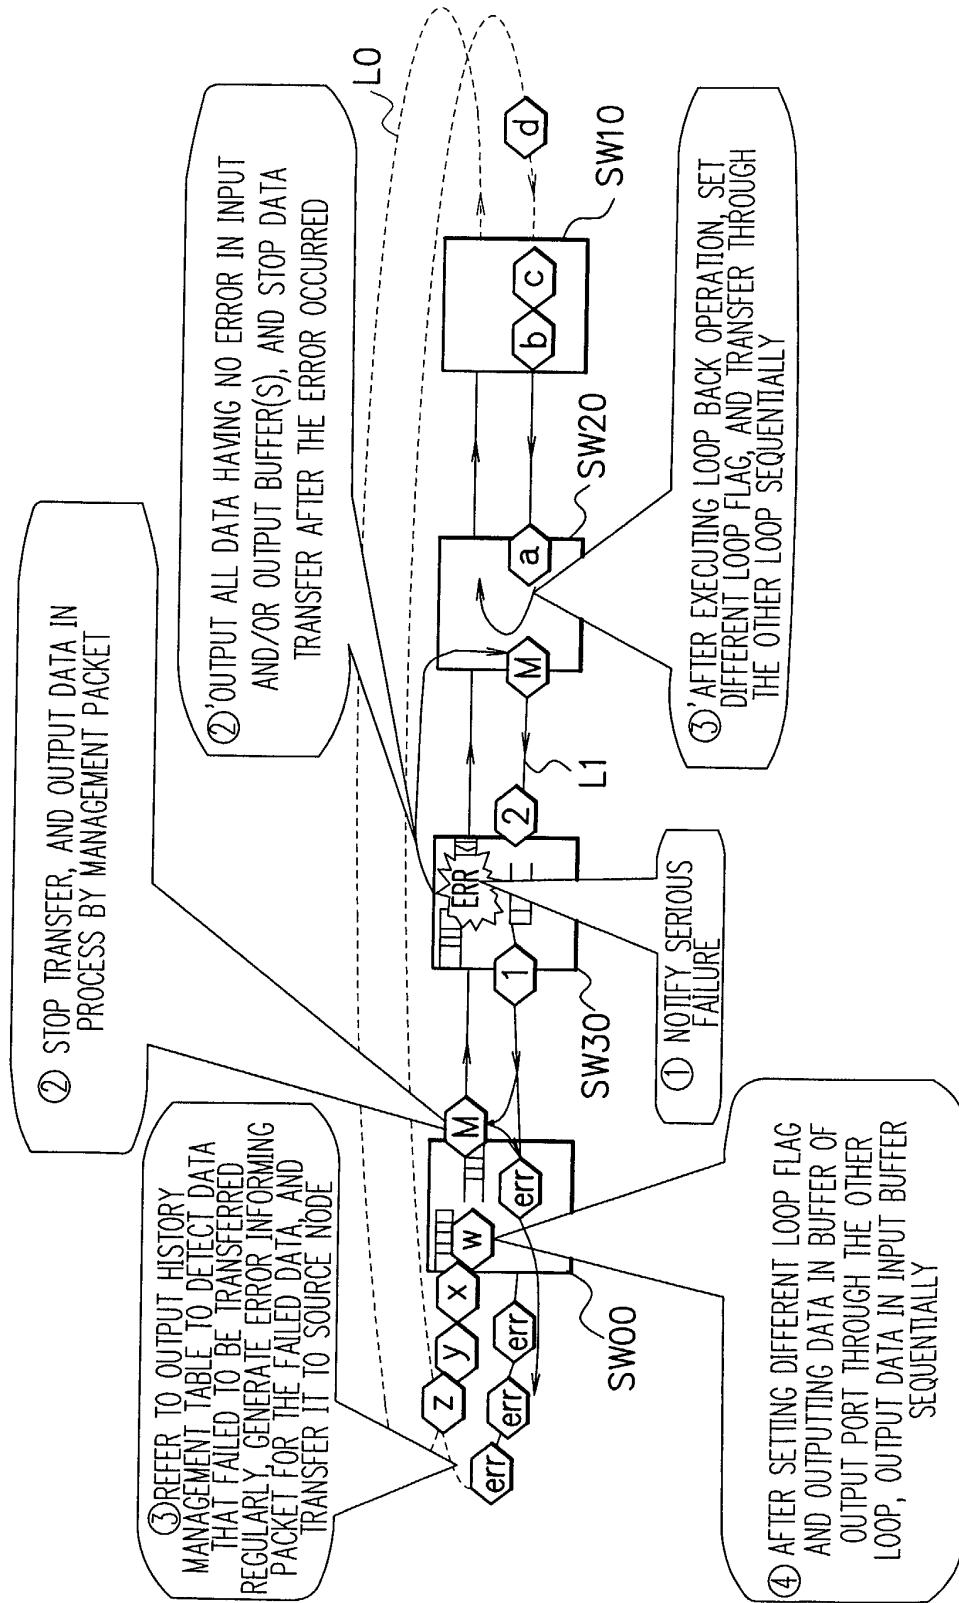 ② STOP TRANSFER, AND OUTPUT DATA IN
PROCESS BY MANAGEMENT PACKET
②' OUTPUT ALL DATA HAVING NO ERROR IN INPUT
AND/OR OUTPUT BUFFER(S), AND STOP DATA
TRANSFER AFTER THE ERROR OCCURRED
③ REFER TO OUTPUT HISTORY
MANAGEMENT TABLE TO DETECT DATA
THAT FAILED TO BE TRANSFERRED
REGULARLY, GENERATE ERROR INFORMING
PACKET FOR THE FAILED DATA, AND
TRANSFER IT TO SOURCE NODE
L0
z
y
x
w
M
ERR
M
a
b
c
d
err
err
err
err
1
2
L1
SW00
SW30
SW20
SW10
① NOTIFY SERIOUS
FAILURE
③' AFTER EXECUTING LOOP BACK OPERATION, SET
DIFFERENT LOOP FLAG, AND TRANSFER THROUGH
THE OTHER LOOP SEQUENTIALLY
④ AFTER SETTING DIFFERENT LOOP FLAG
AND OUTPUTTING DATA IN BUFFER OF
OUTPUT PORT THROUGH THE OTHER
LOOP, OUTPUT DATA IN INPUT BUFFER
SEQUENTIALLY